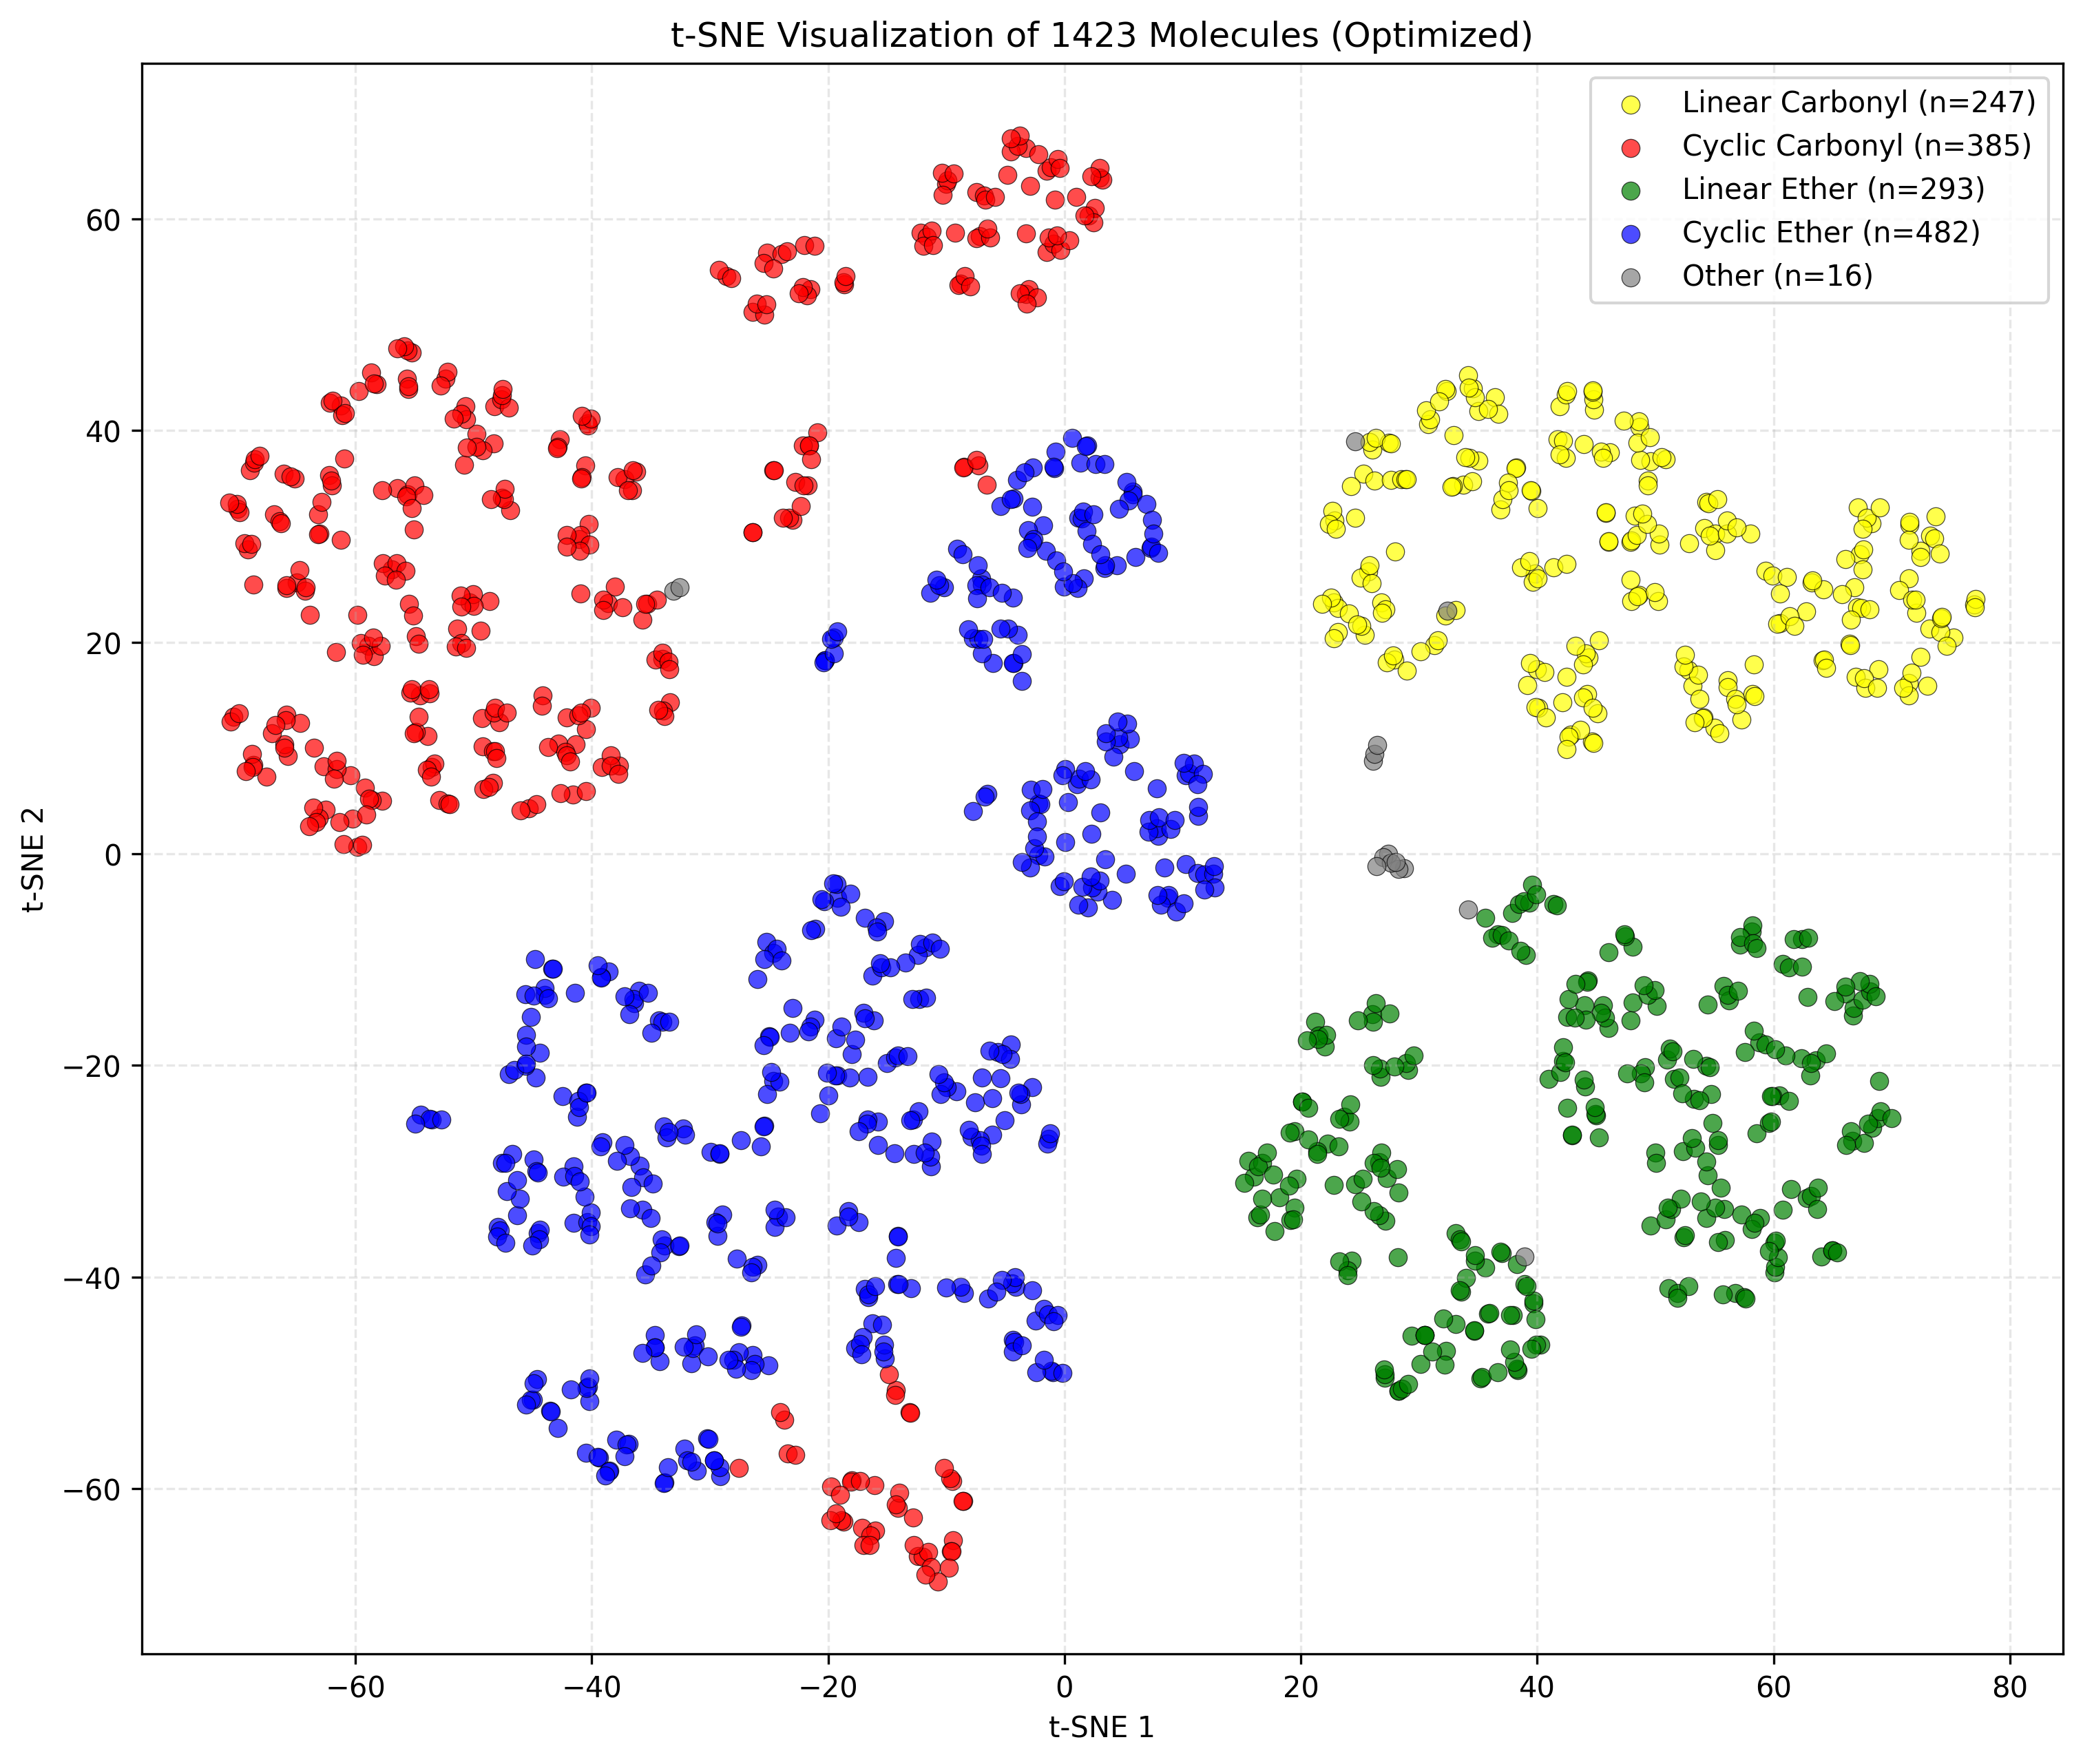 t-SNE Visualization of 1423 Molecules (Optimized)
Linear Carbonyl (n=247)
Cyclic Carbonyl (n=385)
Linear Ether (n=293)
Cyclic Ether (n=482)
Other (n=16)
60
40
20
0
−20
−40
−60
t-SNE 2
−60
−40
−20
0
20
40
60
80
t-SNE 1